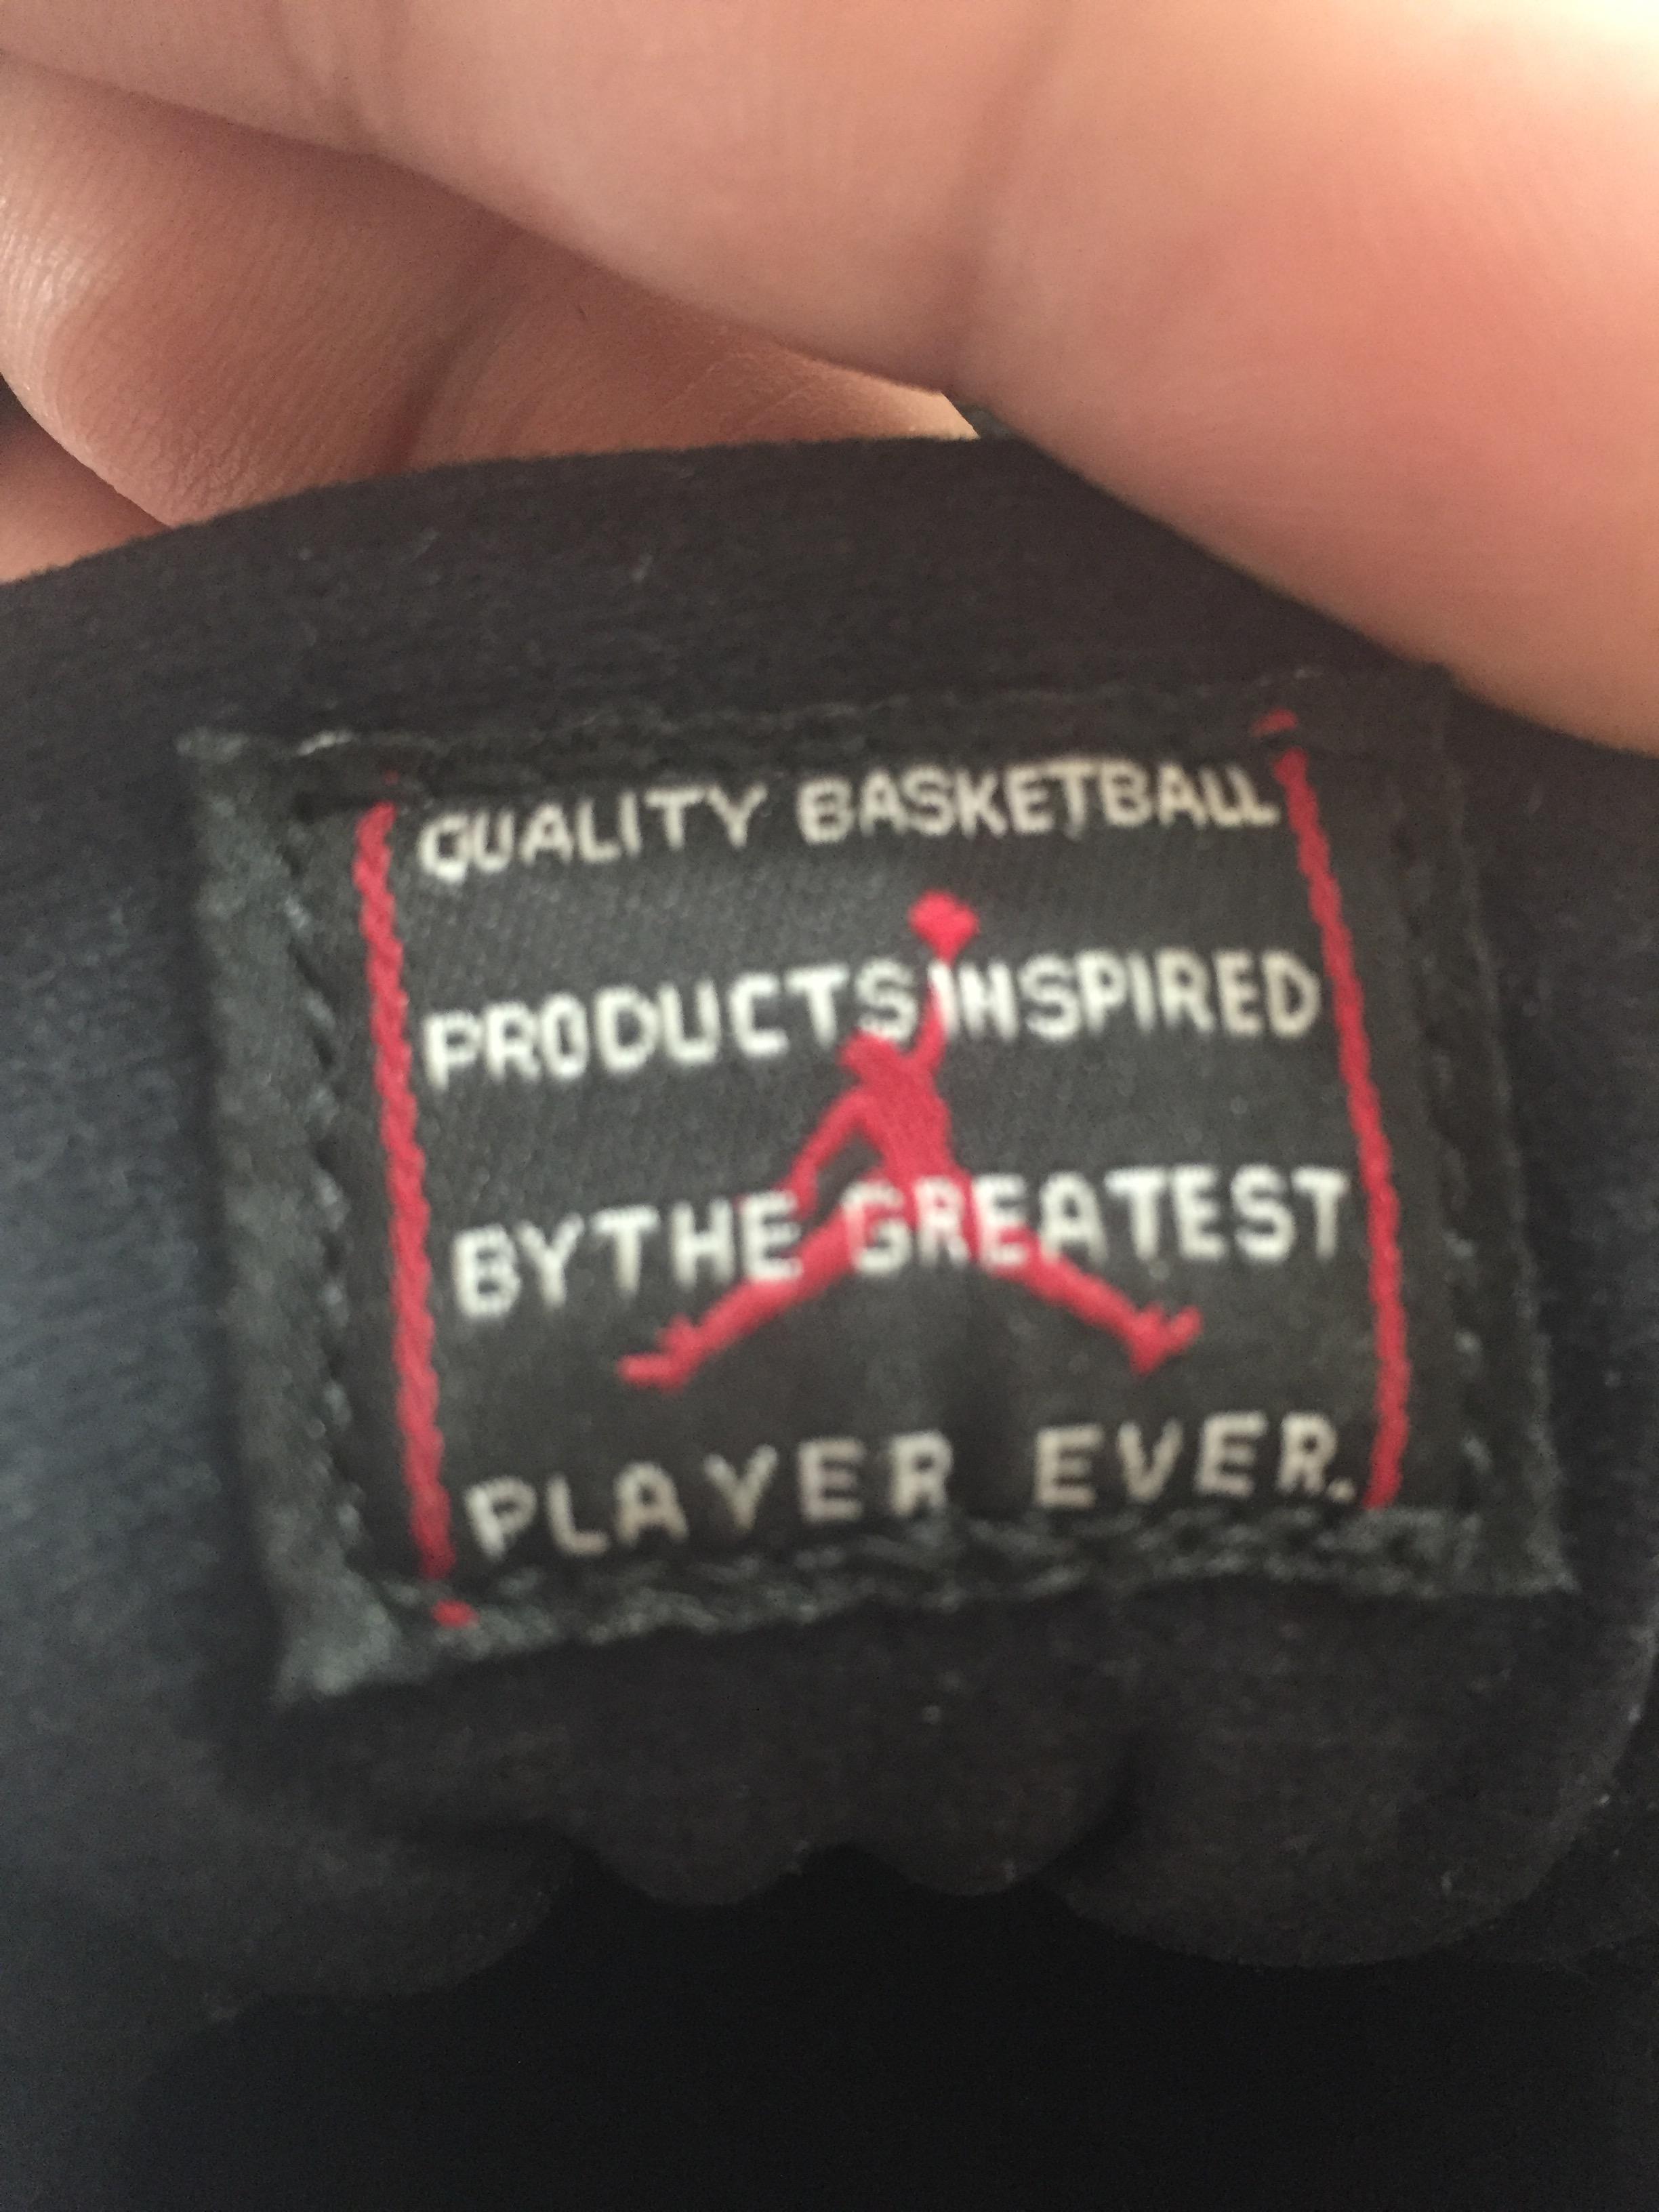 QUALITY BASKETBALL
PRODUCTS INSPIRED
BY THE GREATEST
PLAYER EVER.